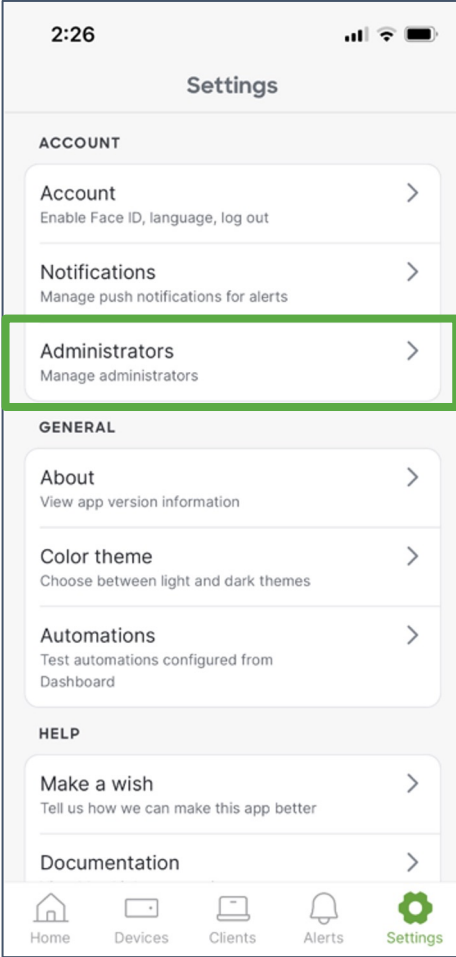 2:26
Settings
ACCOUNT
Account
Enable Face ID, language, log out
Notifications
Manage push notifications for alerts
Administrators
Manage administrators
GENERAL
About
View app version information
Color theme
Choose between light and dark themes
Automations
Test automations configured from
Dashboard
HELP
Make a wish
Tell us how we can make this app better
Documentation
Home Devices Clients Alerts Settings